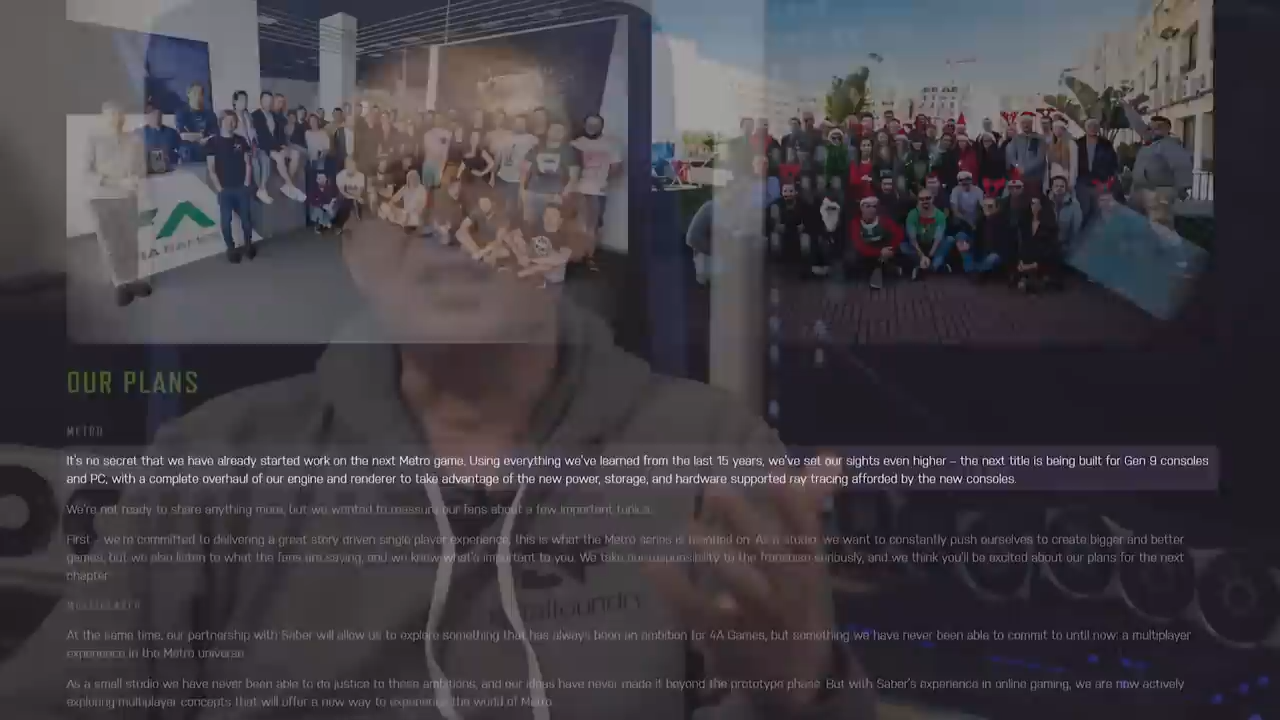 OUR PLANS
METRO
It's no secret that we have already started work on the next Metro game. Using everything we've learned from the last 15 years, we've set our sights even higher – the next title is being built for Gen 9 consoles
and PC, with a complete overhaul of our engine and renderer to take advantage of the new power, storage, and hardware supported ray tracing afforded by the new consoles.
We're not ready to share anything more, but we wanted to reassure our fans about a few important topics.
First – we're committed to delivering a great story driven single player experience, this is what the Metro series is As a studio, we want to constantly push ourselves to create bigger and better
games, but we also listen to what the fans are saying, and we know what's important to you. We take our responsibility to the franchise seriously, and we think you'll be excited about our plans for the next
chapter.
MULTIPLAYER
At the same time, our partnership with Saber will allow us to explore something that has always been an ambition for 4A Games, but something we have never been able to commit to until now: a multiplayer
experience in the Metro universe.
As a small studio we have never been able to do justice to these ambitions, and our ideas have never made it beyond the prototype phase. But with Saber's experience in online gaming, we are now actively
exploring multiplayer concepts that will offer a new way to experience the world of Metro.